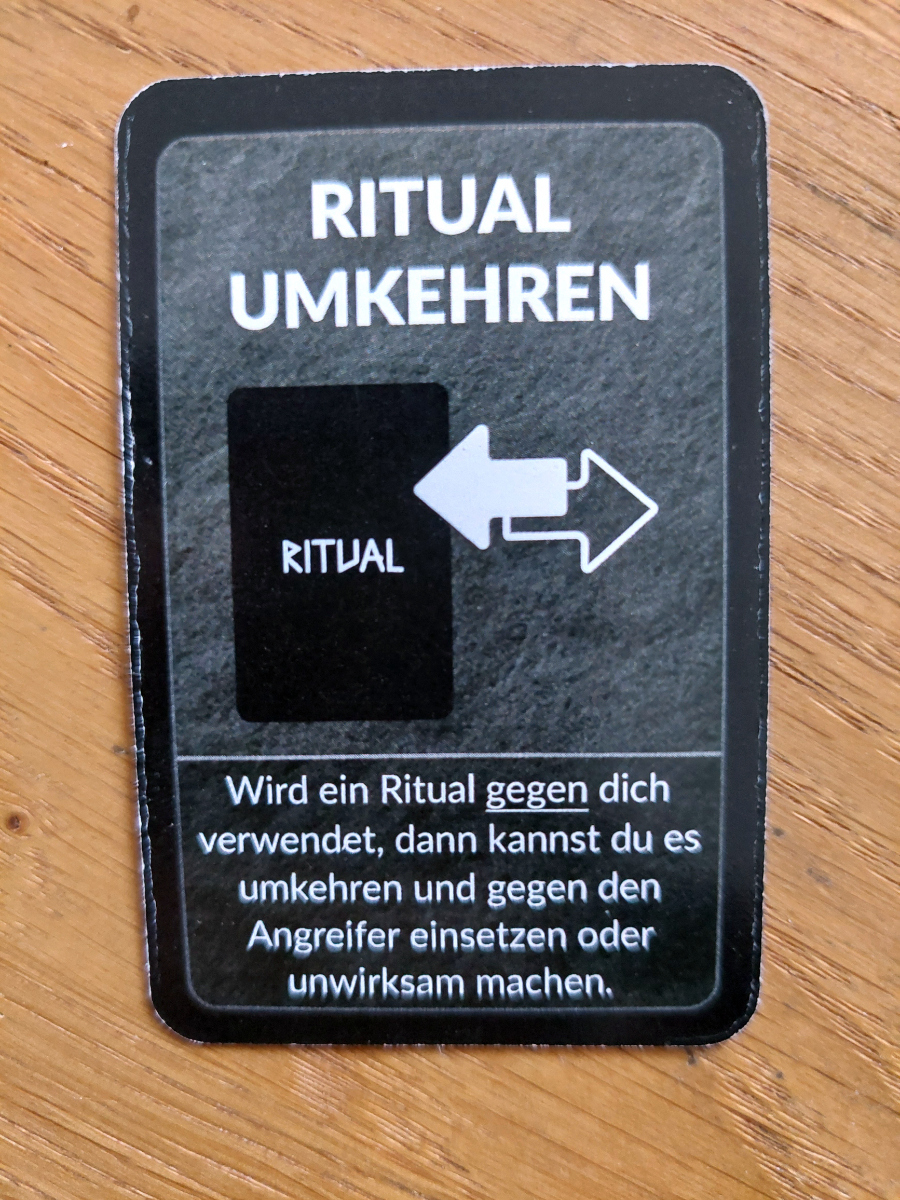 RITUAL
UMKEHREN
RITUAL
Wird ein Ritual gegen dich
verwendet, dann kannst du es
umkehren und gegen den
Angreifer einsetzen oder
unwirksam machen.